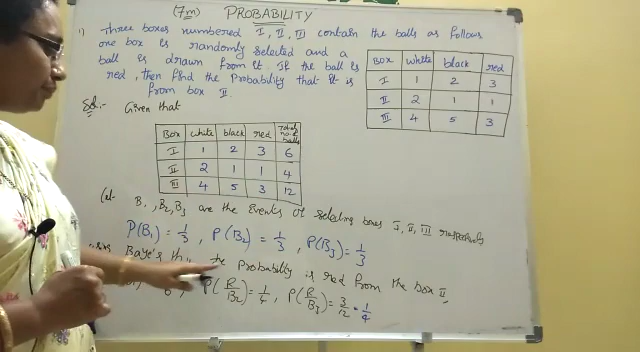 (7m) PROBABILITY
1) Three boxes numbered I, II, III contain the balls as follows
one box is randomly selected and a
ball is drawn from it. If the ball is
red, then find the Probability that it is
from box II.
Box white black red
I 1 2 3
II 2 1 1
III 4 5 3
Sol:- Given that
Box white black red Total no.of balls
I 1 2 3 6
II 2 1 1 4
III 4 5 3 12
Let B₁, B₂, B₃ are the Events of selecting boxes I, II, III respectively
P(B₁) = 1/3, P(B₂) = 1/3, P(B₃) = 1/3
Baye's thm the Probability is red from the box II,
P(R/B₂) = 1/4, P(R/B₃) = 3/12 = 1/4